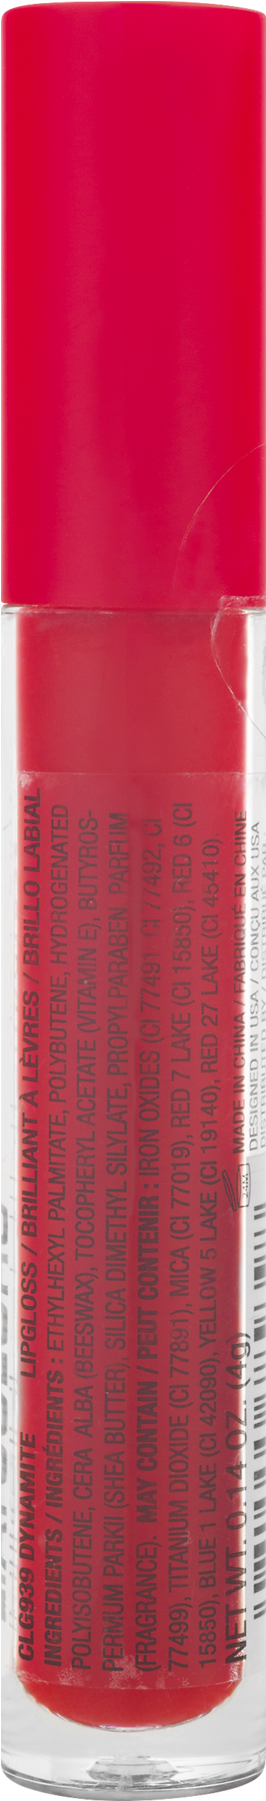 CLG939 DYNAMITE LIPGLOSS / BRILLIANT À LÈVRES / BRILLO LABIAL
INGREDIENTS / INGRÉDIENTS : ETHYLHEXYL PALMITATE, POLYBUTENE, HYDROGENATED
POLYISOBUTENE, CERA ALBA (BEESWAX), TOCOPHERYL ACETATE (VITAMIN E), BUTYROS-
PERMUM PARKII (SHEA BUTTER), SILICA DIMETHYL SILYLATE, PROPYLPARABEN, PARFUM
(FRAGRANCE). MAY CONTAIN / PEUT CONTENIR : IRON OXIDES (CI 77491, CI 77492, CI
77499), TITANIUM DIOXIDE (CI 77891), MICA (CI 77019), RED 7 LAKE (CI 15850), RED 6 (CI
15850), BLUE 1 LAKE (CI 42090), YELLOW 5 LAKE (CI 19140), RED 27 LAKE (CI 45410)
NET WT. 0.14 OZ. (4g)
24M
MADE IN CHINA / FABRIQUÉ EN CHINE
DESIGNED IN USA / CONÇU AUX USA